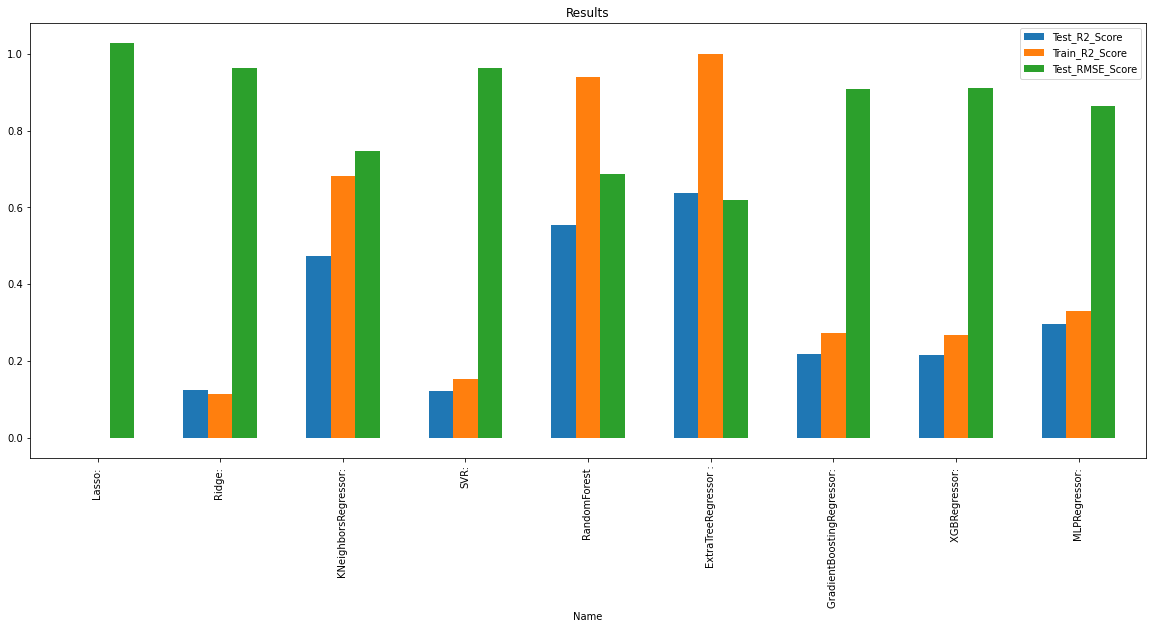 Results
Test_R2_Score
Train_R2_Score
Test_RMSE_Score
1.0
0.8
0.6
0.4
0.2
0.0
Lasso:
Ridge:
KNeighborsRegressor:
SVR:
RandomForest
ExtraTreeRegressor :
GradientBoostingRegressor:
XGBRegressor:
MLPRegressor:
Name